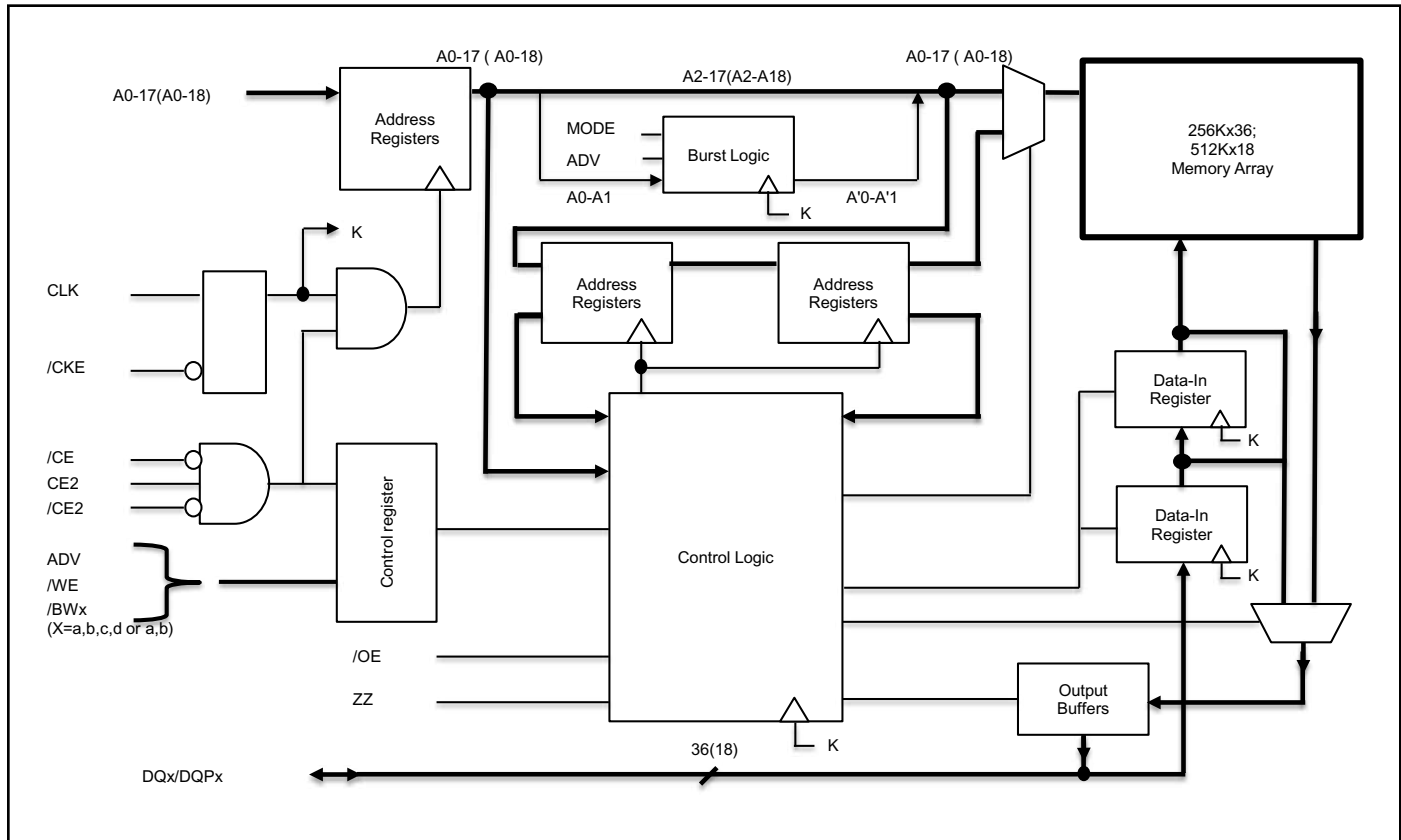 A0-17 ( A0-18)
A0-17 ( A0-18)
A2-17(A2-A18)
A0-17(A0-18)
Address
Registers
MODE
ADV
Burst Logic
A0-A1
A'0-A'1
K
256Kx36;
512Kx18
Memory Array
K
CLK
/CKE
Address
Registers
Address
Registers
Data-In
Register
K
/CE
CE2
/CE2
Control register
Control Logic
Data-In
Register
K
ADV
/WE
/BWx
(X=a,b,c,d or a,b)
/OE
ZZ
Output
Buffers
K
36(18)
DQx/DQPx